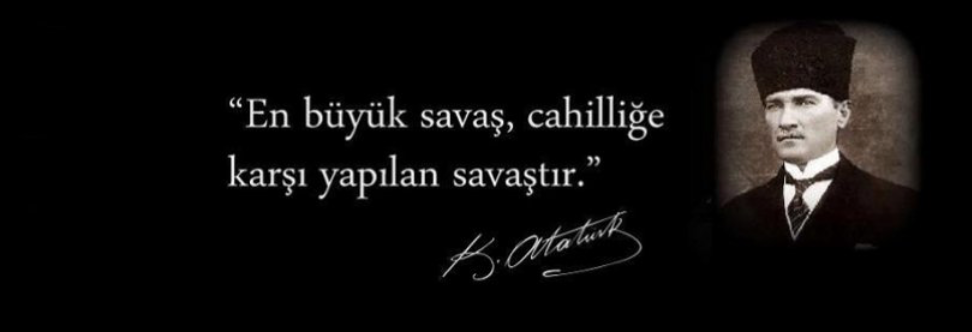 “En büyük savaş, cahilliğe
karşı yapılan savaştır.”
K. Atatürk